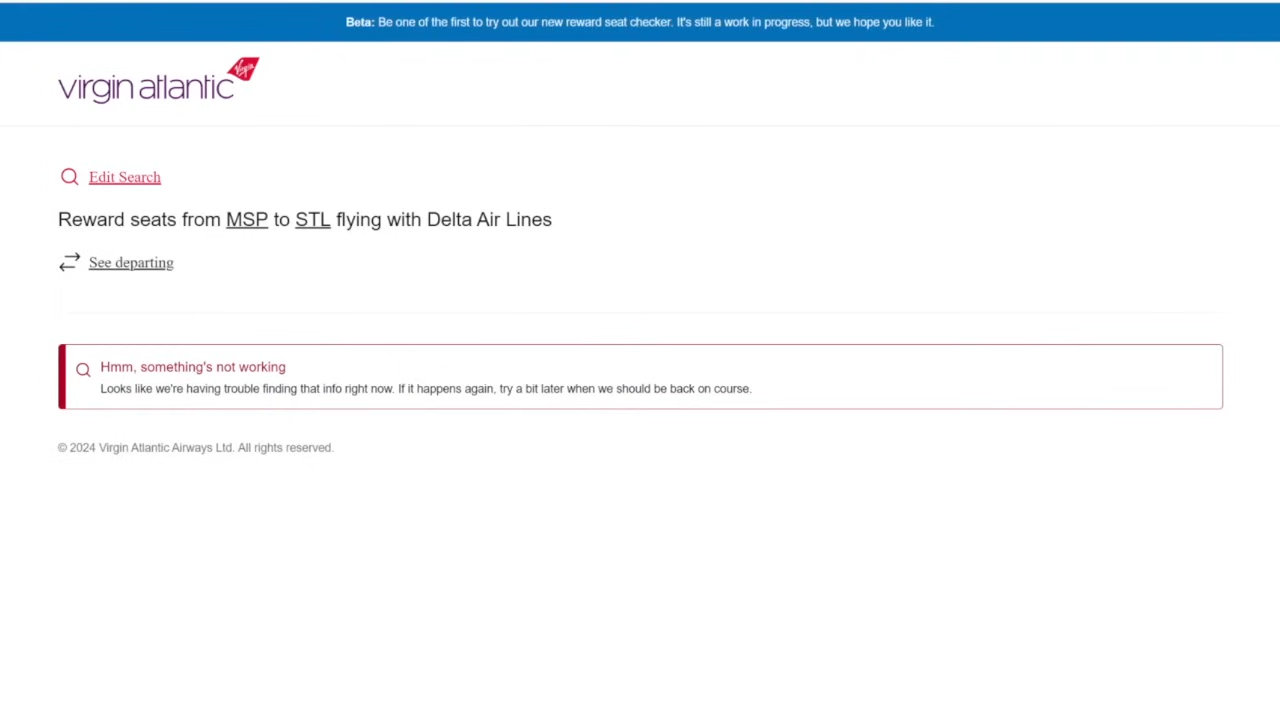 Beta: Be one of the first to try out our new reward seat checker. It's still a work in progress, but we hope you like it.
virgin atlantic
Virgin
Edit Search
Reward seats from MSP to STL flying with Delta Air Lines
See departing
Hmm, something's not working
Looks like we're having trouble finding that info right now. If it happens again, try a bit later when we should be back on course.
© 2024 Virgin Atlantic Airways Ltd. All rights reserved.